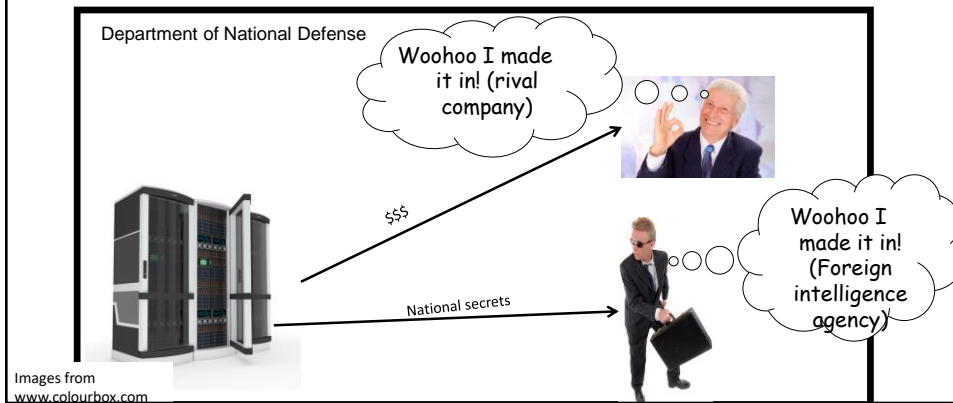 Department of National Defense
Woohoo I made
it in! (rival
company)
$$$
Woohoo I
made it in!
(Foreign
intelligence
agency)
National secrets
Images from
www.colourbox.com